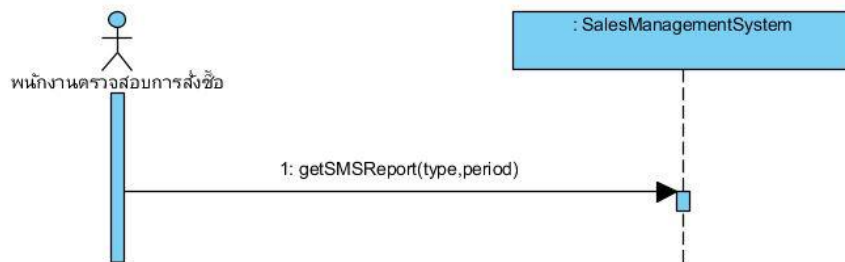 : SalesManagementSystem
พนักงานตรวจสอบการสั่งซื้อ
1: getSMSReport(type,period)